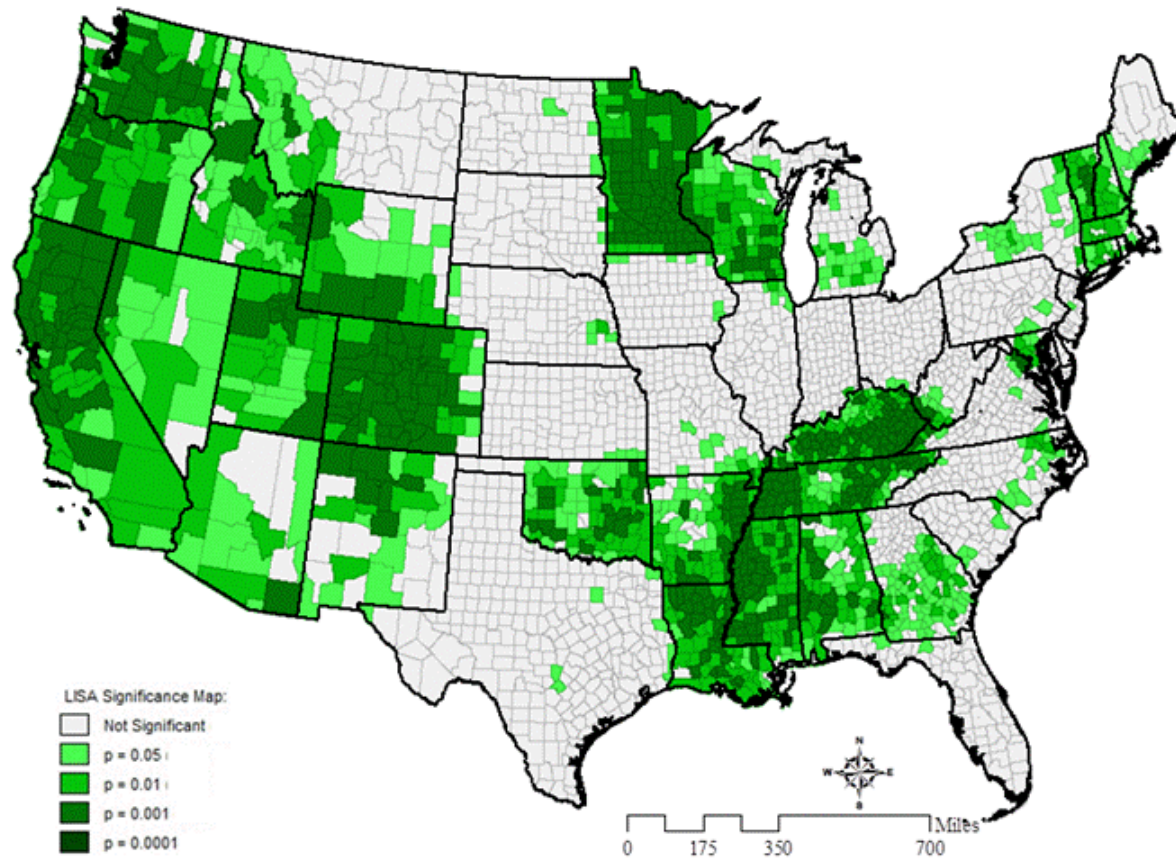 LISA Significance Map:
Not Significant
p = 0.05
p = 0.01
p = 0.001
p = 0.0001
N
W E
S
Miles
0 175 350 700